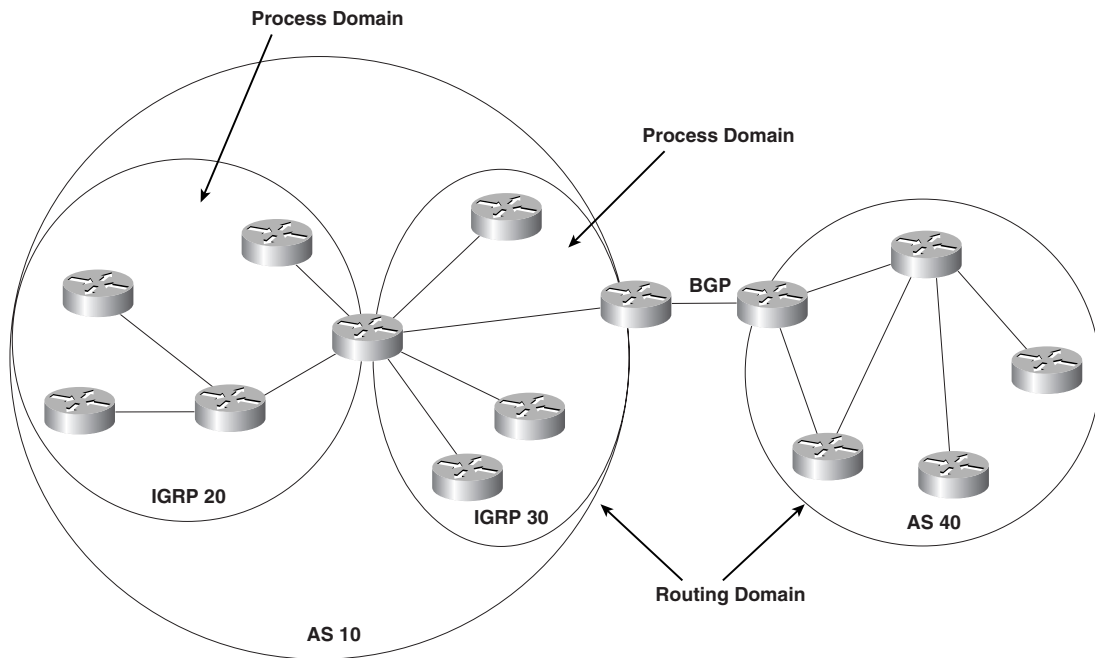 Process Domain
Process Domain
BGP
IGRP 20
IGRP 30
AS 40
Routing Domain
AS 10